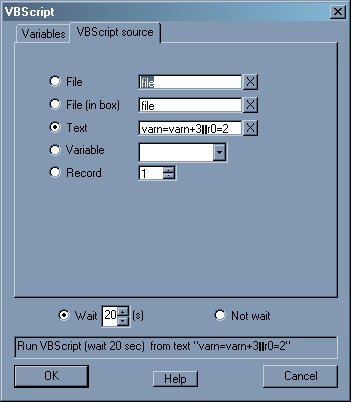 VBScript
Variables VBScript source
File file X
File (in box) file X
Text varn=varn+3||r0=2 X
Variable
Record 1
Wait 20 (s) Not wait
Run VBScript (wait 20 sec) from text "varn=varn+3||r0=2"
OK Help Cancel